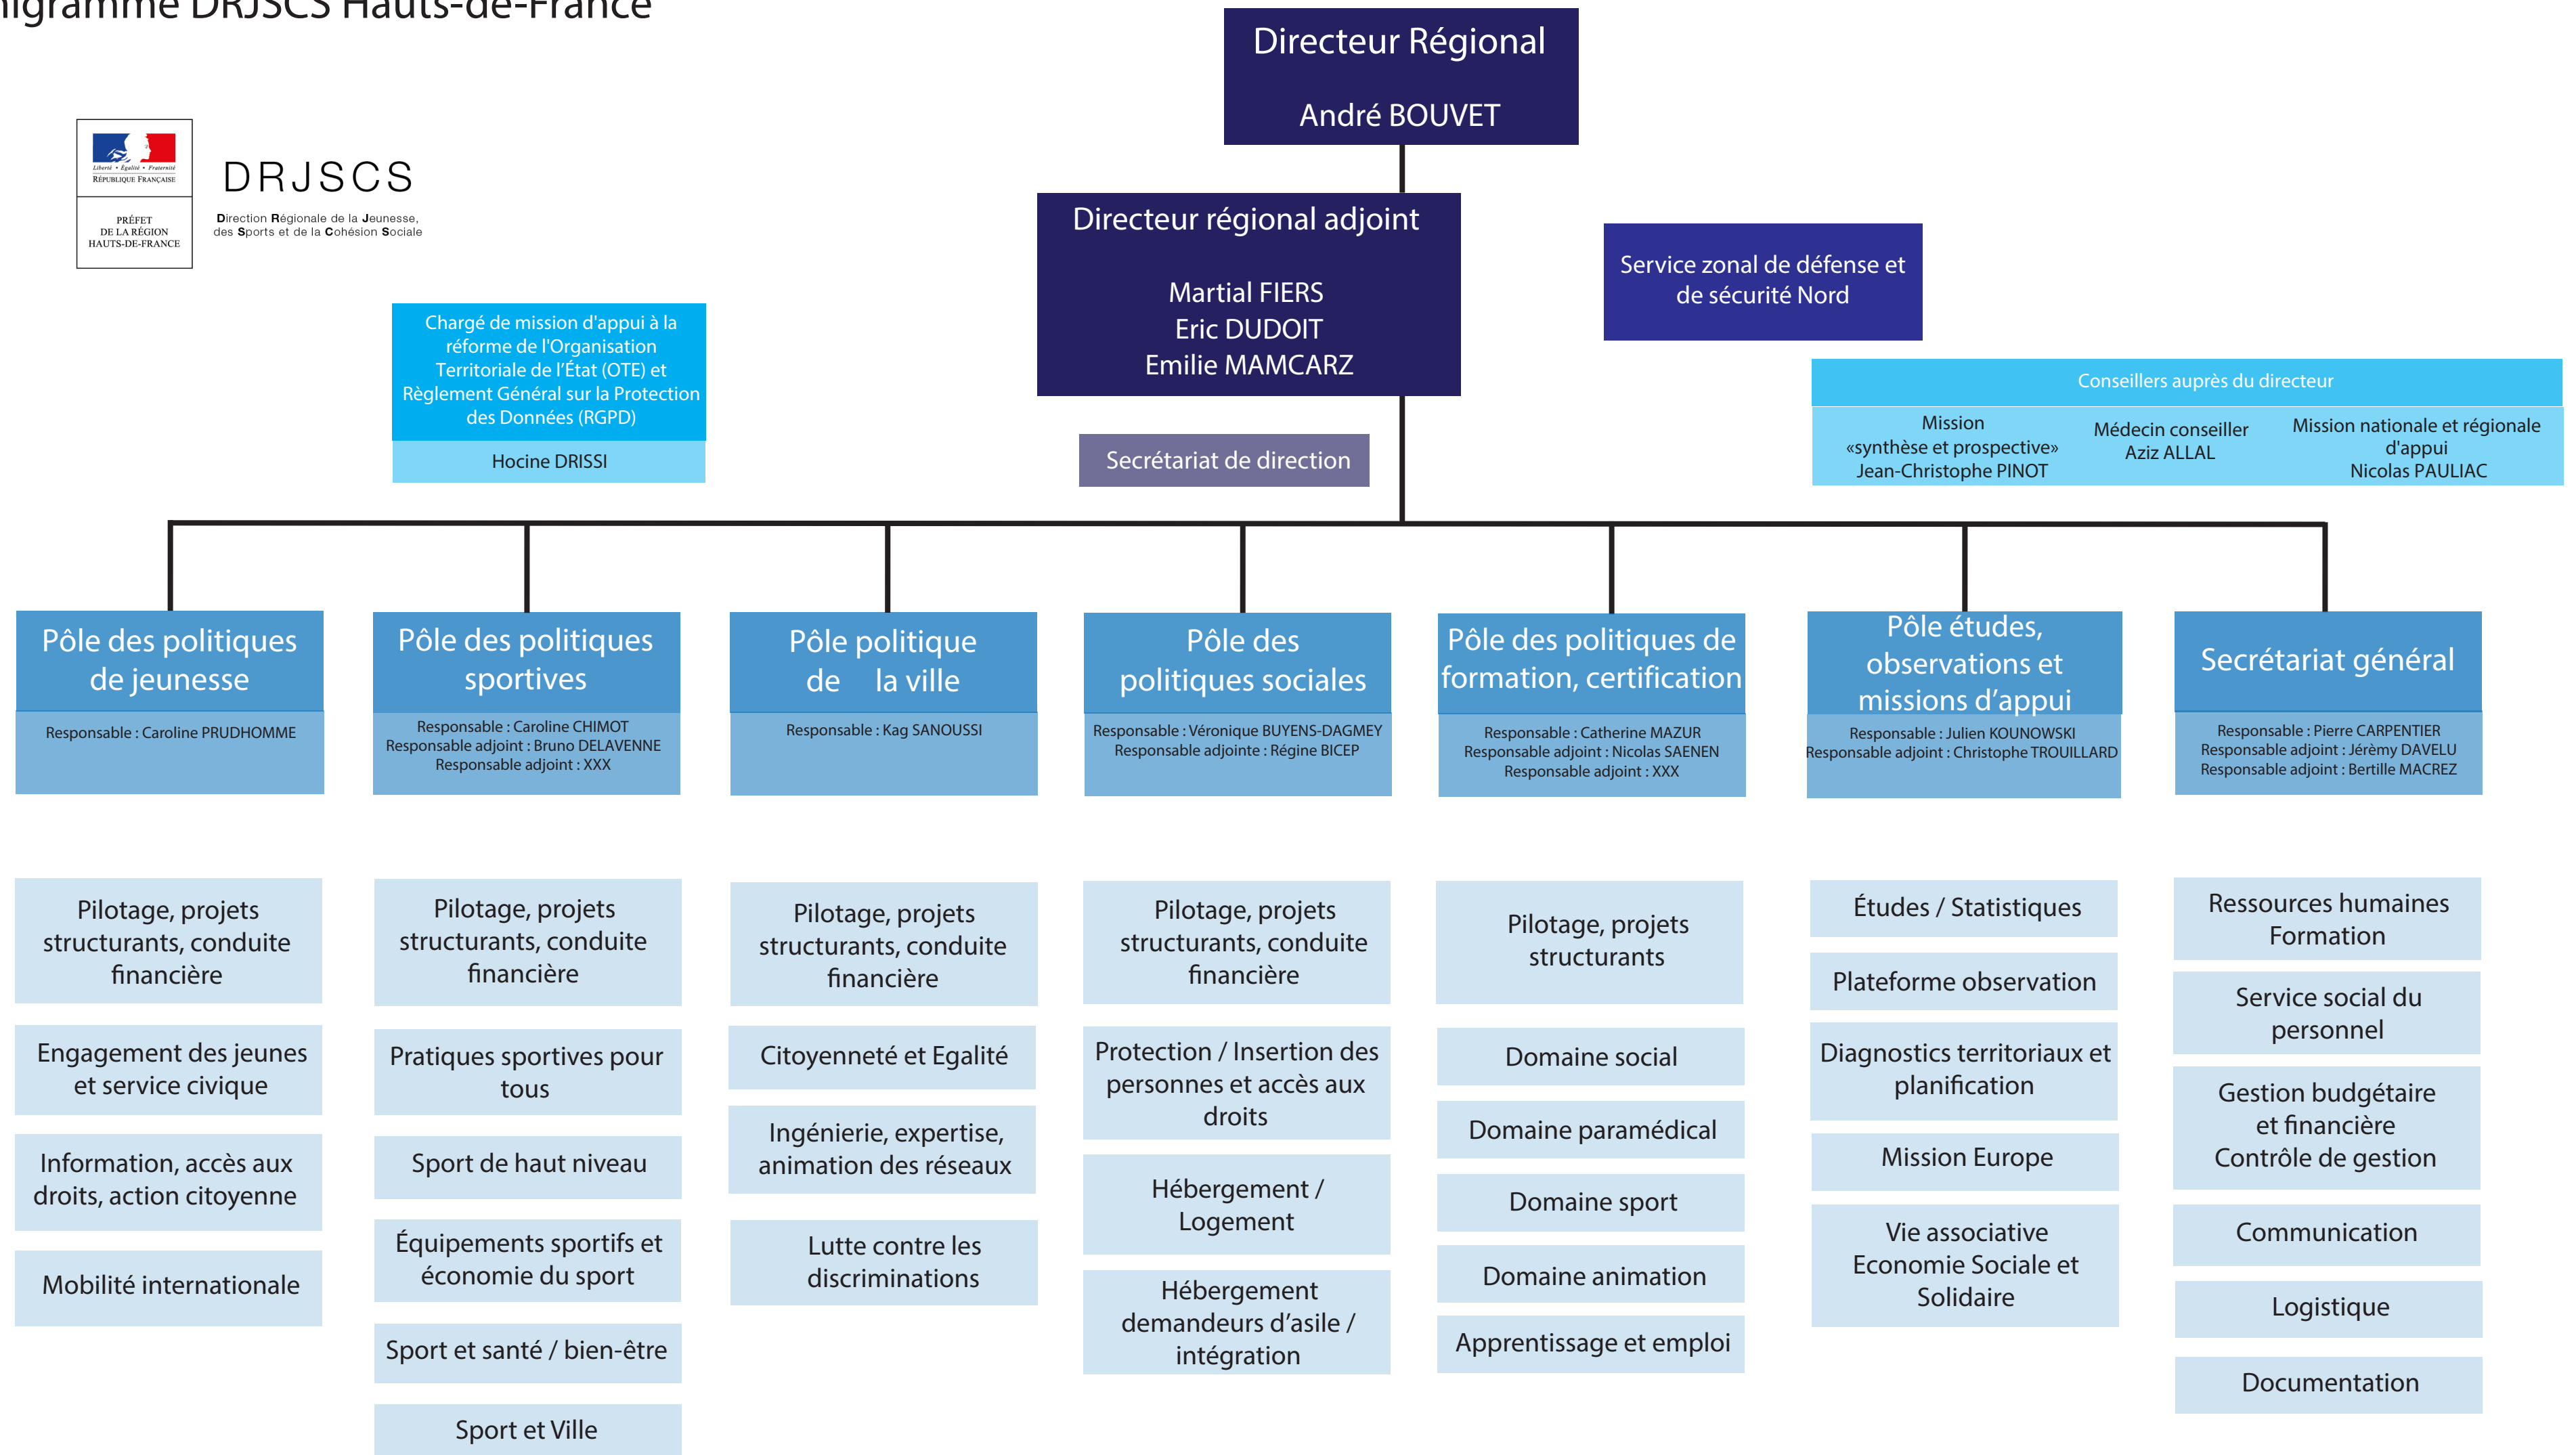 nigramme DRJSCS Hauts-de-France
Directeur Régional
André BOUVET
Liberté • Égalité • Fraternité
RÉPUBLIQUE FRANÇAISE
PRÉFET
DE LA RÉGION
HAUTS-DE-FRANCE
DRJSCS
Direction Régionale de la Jeunesse,
des Sports et de la Cohésion Sociale
Directeur régional adjoint
Martial FIERS
Eric DUDOIT
Emilie MAMCARZ
Service zonal de défense et
de sécurité Nord
Chargé de mission d'appui à la
réforme de l'Organisation
Territoriale de l’État (OTE) et
Règlement Général sur la Protection
des Données (RGPD)
Hocine DRISSI
Secrétariat de direction
Conseillers auprès du directeur
Mission
«synthèse et prospective»
Jean-Christophe PINOT
Médecin conseiller
Aziz ALLAL
Mission nationale et régionale
d'appui
Nicolas PAULIAC
Pôle des politiques
de jeunesse
Responsable : Caroline PRUDHOMME
Pilotage, projets
structurants, conduite
financière
Engagement des jeunes
et service civique
Information, accès aux
droits, action citoyenne
Mobilité internationale
Pôle des politiques
sportives
Responsable : Caroline CHIMOT
Responsable adjoint : Bruno DELAVENNE
Responsable adjoint : XXX
Pilotage, projets
structurants, conduite
financière
Pratiques sportives pour
tous
Sport de haut niveau
Équipements sportifs et
économie du sport
Sport et santé / bien-être
Sport et Ville
Pôle politique
de la ville
Responsable : Kag SANOUSSI
Pilotage, projets
structurants, conduite
financière
Citoyenneté et Egalité
Ingénierie, expertise,
animation des réseaux
Lutte contre les
discriminations
Pôle des
politiques sociales
Responsable : Véronique BUYENS-DAGMEY
Responsable adjointe : Régine BICEP
Pilotage, projets
structurants, conduite
financière
Protection / Insertion des
personnes et accès aux
droits
Hébergement /
Logement
Hébergement
demandeurs d’asile /
intégration
Pôle des politiques de
formation, certification
Responsable : Catherine MAZUR
Responsable adjoint : Nicolas SAENEN
Responsable adjoint : XXX
Pilotage, projets
structurants
Domaine social
Domaine paramédical
Domaine sport
Domaine animation
Apprentissage et emploi
Pôle études,
observations et
missions d’appui
Responsable : Julien KOUNOWSKI
Responsable adjoint : Christophe TROUILLARD
Études / Statistiques
Plateforme observation
Diagnostics territoriaux et
planification
Mission Europe
Vie associative
Economie Sociale et
Solidaire
Secrétariat général
Responsable : Pierre CARPENTIER
Responsable adjoint : Jérèmy DAVELU
Responsable adjoint : Bertille MACREZ
Ressources humaines
Formation
Service social du
personnel
Gestion budgétaire
et financière
Contrôle de gestion
Communication
Logistique
Documentation